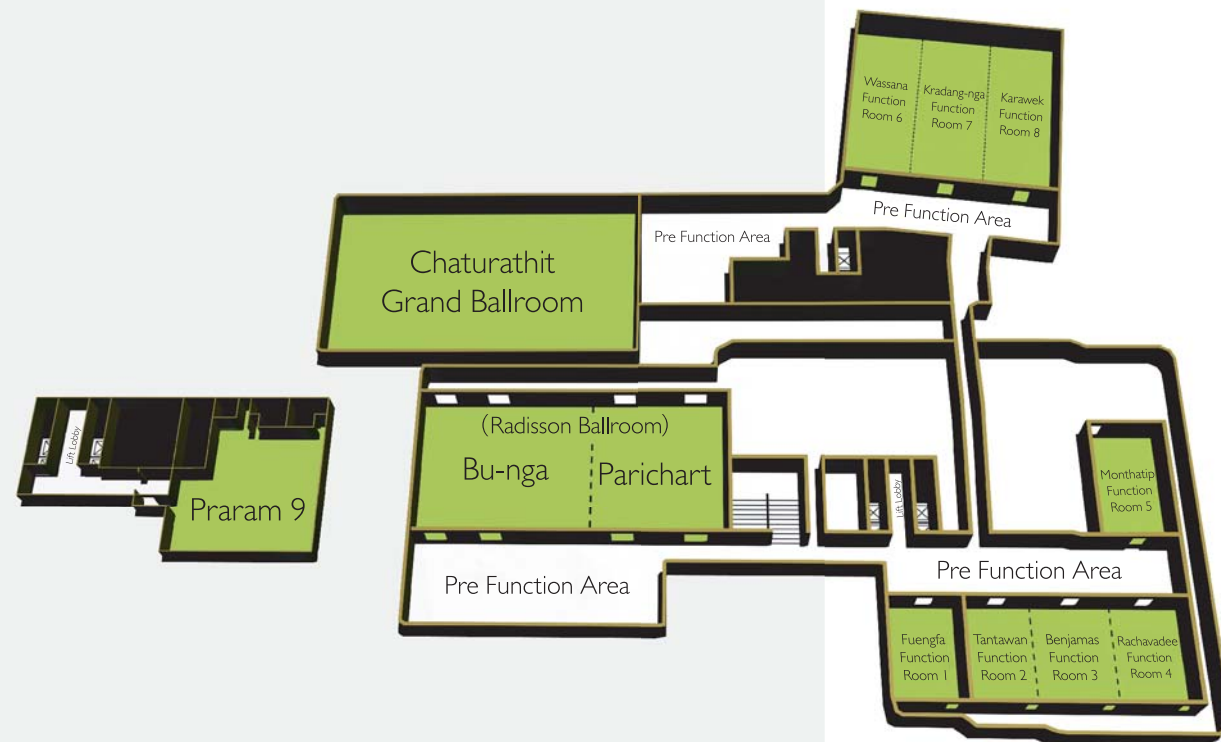 Wassana
Function
Room 6
Kradang-nga
Function
Room 7
Karawek
Function
Room 8
Pre Function Area
Pre Function Area
Chaturathit
Grand Ballroom
(Radisson Ballroom)
Bu-nga
Parichart
Lift Lobby
Praram 9
Lift Lobby
Monthatip
Function
Room 5
Pre Function Area
Pre Function Area
Fuengfa
Function
Room 1
Tantawan
Function
Room 2
Benjamas
Function
Room 3
Rachavadee
Function
Room 4